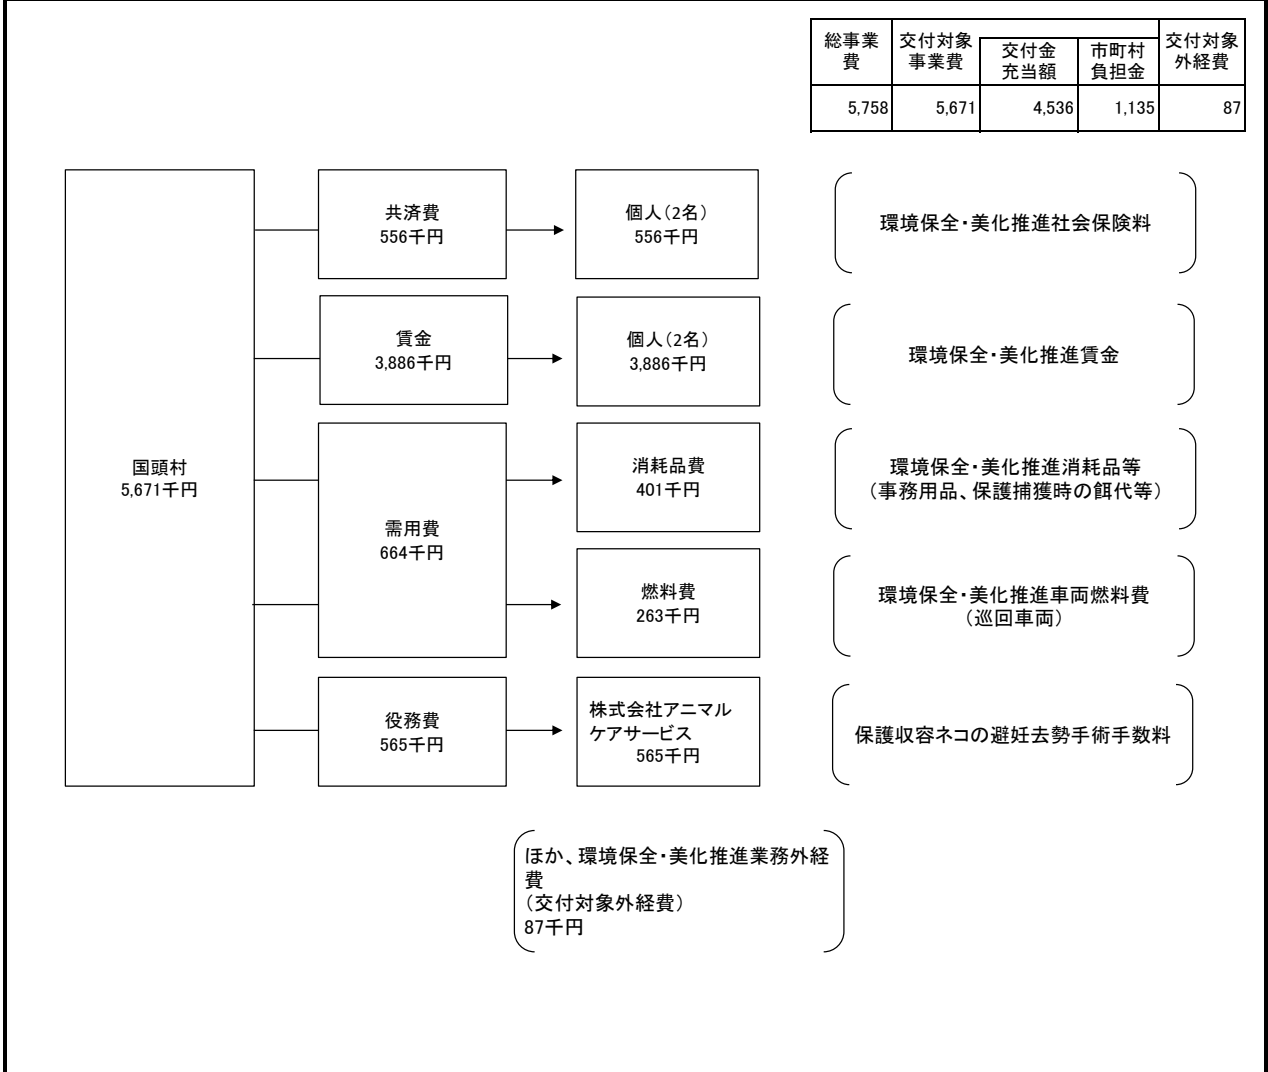 総事業
費
交付対象
事業費
交付金
充当額
市町村
負担金
交付対象
外経費
5,758
5,671
4,536
1,135
87
国頭村
5,671千円
共済費
556千円
個人（2名）
556千円
環境保全・美化推進社会保険料
賃金
3,886千円
個人（2名）
3,886千円
環境保全・美化推進賃金
需用費
664千円
消耗品費
401千円
環境保全・美化推進消耗品等
（事務用品、保護捕獲時の餌代等）
燃料費
263千円
環境保全・美化推進車両燃料費
（巡回車両）
役務費
565千円
株式会社アニマル
ケアサービス
565千円
保護収容ネコの避妊去勢手術手数料
ほか、環境保全・美化推進業務外経
費
（交付対象外経費）
87千円